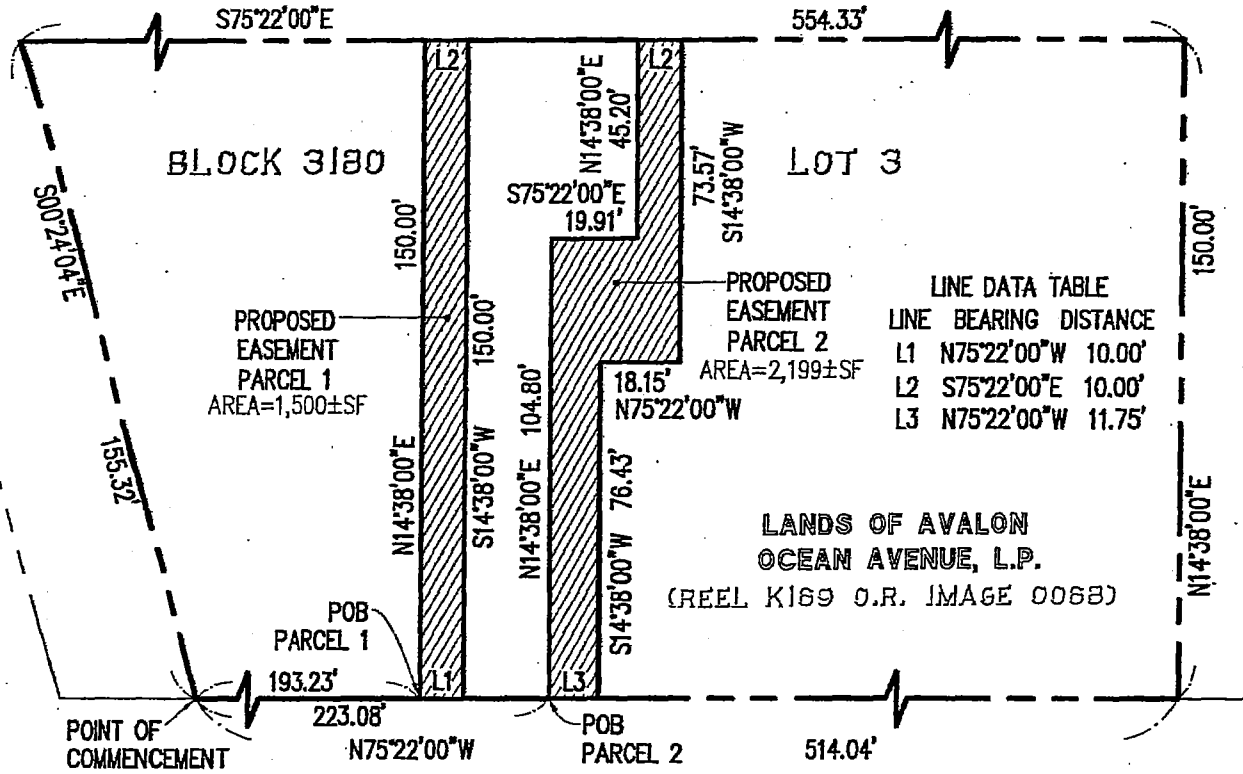 S75°22'00"E
554.33'
L2
L2
N14°38'00"E
45.20'
BLOCK 3180
LOT 3
73.57'
S14°38'00"W
S75°22'00"E
19.91'
S00°24'04"E
155.32'
150.00'
150.00'
150.00'
PROPOSED
EASEMENT
PARCEL 1
AREA=1,500±SF
PROPOSED
EASEMENT
PARCEL 2
AREA=2,199±SF
LINE DATA TABLE
LINE BEARING DISTANCE
L1 N75°22'00"W 10.00'
L2 S75°22'00"E 10.00'
L3 N75°22'00"W 11.75'
18.15'
N75°22'00"W
N14°38'00"E
S14°38'00"W
N14°38'00"E 104.80'
S14°38'00"W 76.43'
N14°38'00"E
LANDS OF AVALON
OCEAN AVENUE, L.P.
(REEL K189 O.R. IMAGE 0068)
POB
PARCEL 1
L1
L3
193.23'
223.08'
N75°22'00"W
POINT OF
COMMENCEMENT
POB
PARCEL 2
514.04'